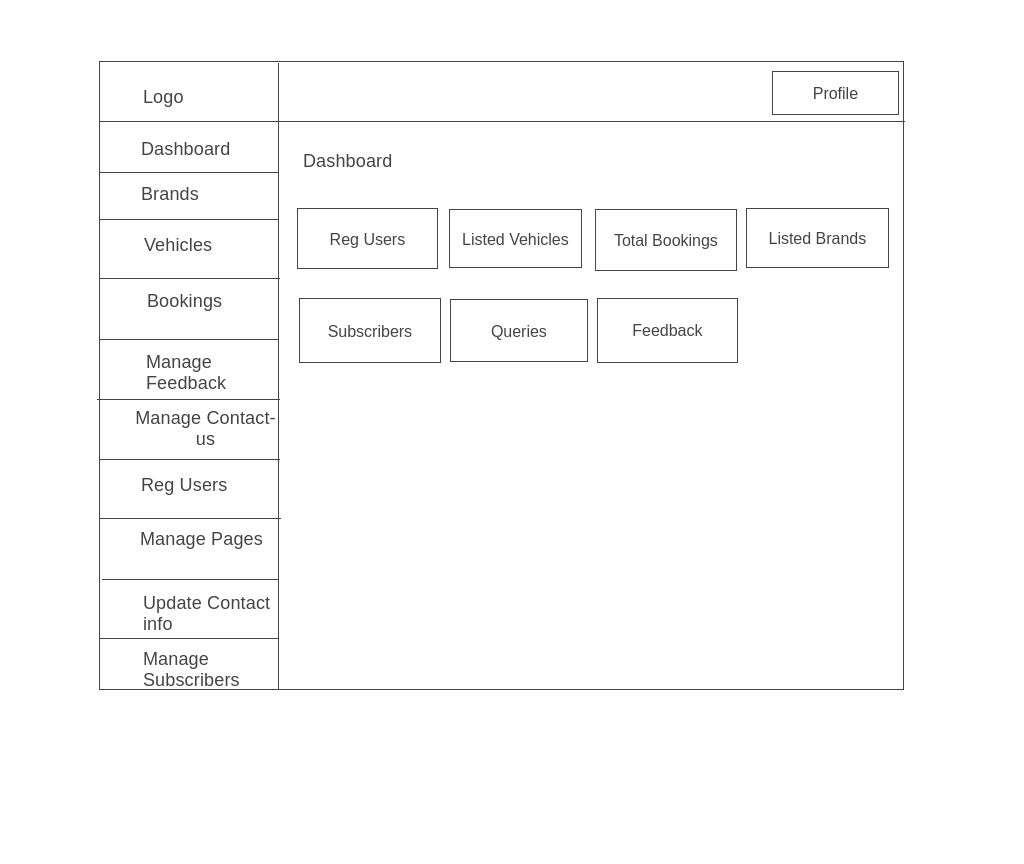 Logo
Profile
Dashboard
Brands
Vehicles
Bookings
Manage
Feedback
Manage Contact-
us
Reg Users
Manage Pages
Update Contact
info
Manage
Subscribers
Dashboard
Reg Users
Listed Vehicles
Total Bookings
Listed Brands
Subscribers
Queries
Feedback